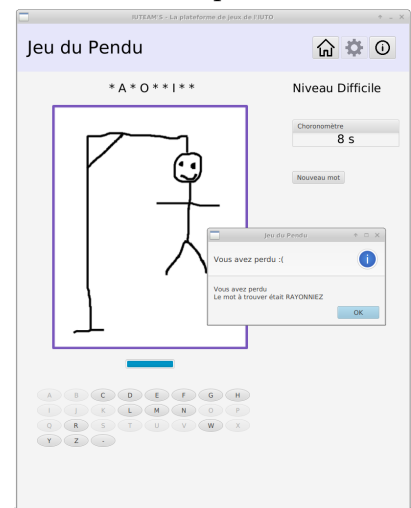 IUTEAM'S - La plateforme de jeux de l'IUTO
Jeu du Pendu
* A * O * * I * *
Niveau Difficile
Choronomètre
8 s
Nouveau mot
Jeu du Pendu
Vous avez perdu :(
Vous avez perdu
Le mot à trouver était RAYONNIEZ
OK
A B C D E F G H
I J K L M N O P
Q R S T U V W X
Y Z -